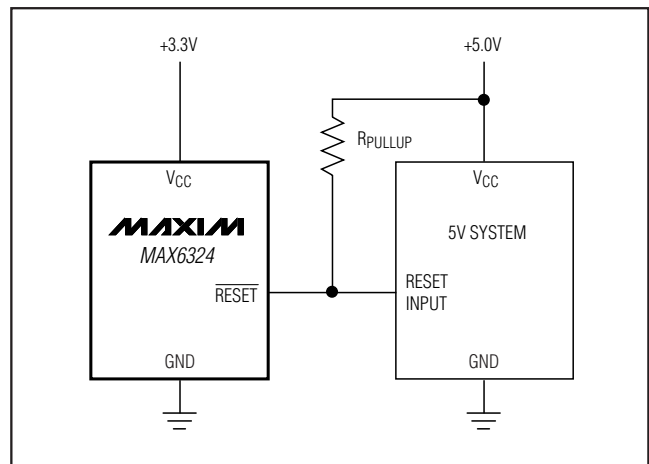 +3.3V
+5.0V
RPULLUP
VCC
VCC
MAXIM
MAX6324
5V SYSTEM
RESET
RESET
INPUT
GND
GND